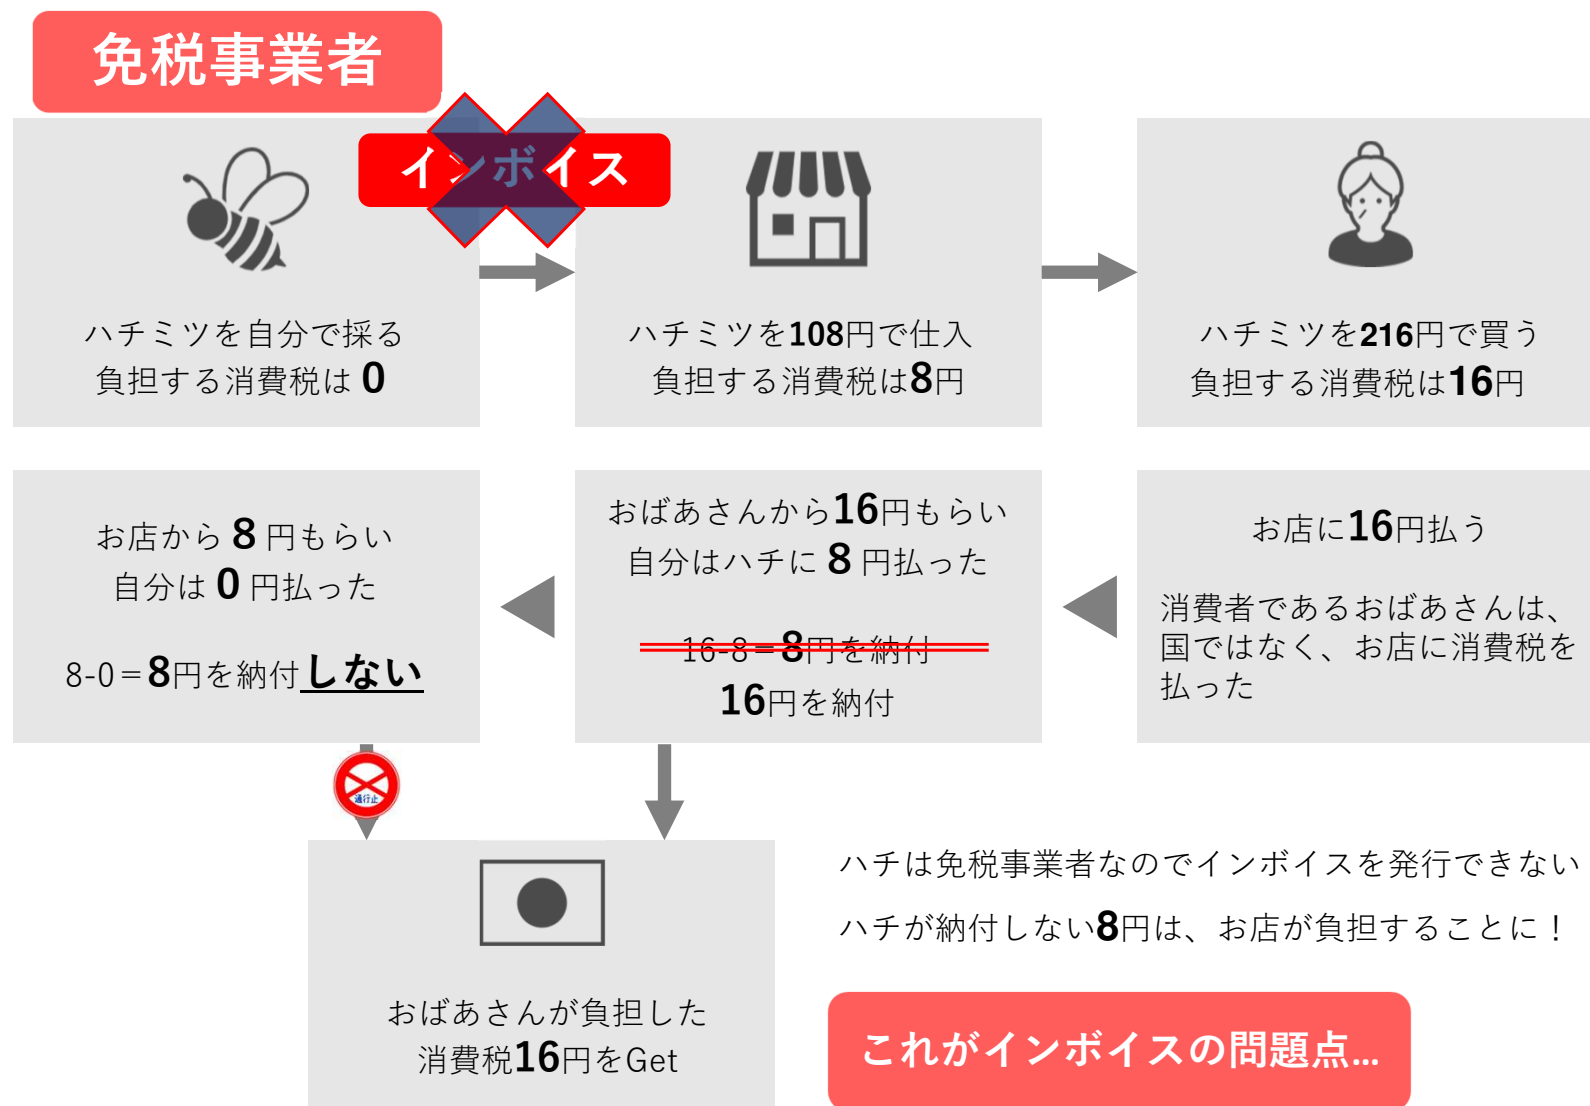 免税事業者
インボイス
ハチミツを自分で採る
負担する消費税は 0
ハチミツを108円で仕入
負担する消費税は8円
ハチミツを216円で買う
負担する消費税は16円
お店から 8 円もらい
自分は 0 円払った
8-0＝8円を納付しない
おばあさんから16円もらい
自分はハチに 8 円払った
16-8＝8円を納付
16円を納付
お店に16円払う
消費者であるおばあさんは、
国ではなく、お店に消費税を
払った
通行止
おばあさんが負担した
消費税16円をGet
ハチは免税事業者なのでインボイスを発行できない
ハチが納付しない8円は、お店が負担することに！
これがインボイスの問題点...